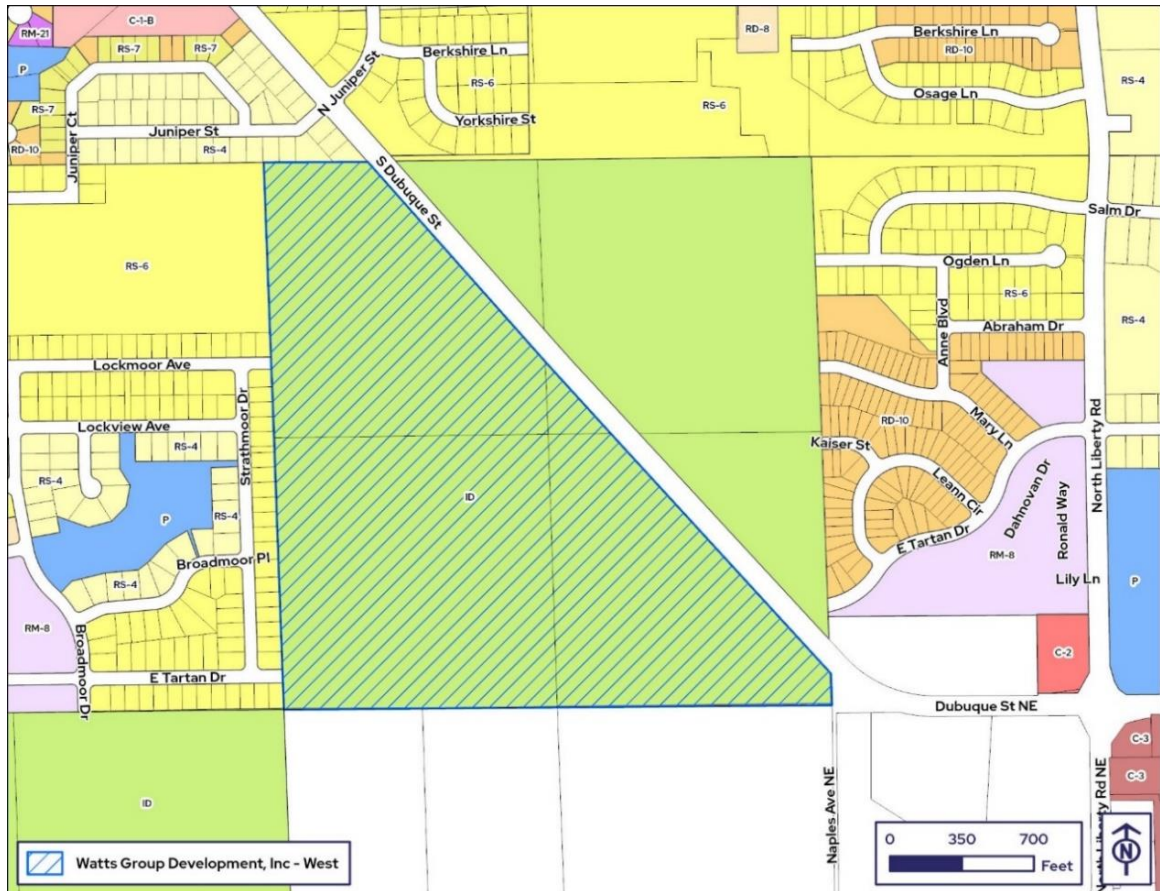 C-1-B
RM-21
RS-7
RS-7
P
RS-7
RD-10
Juniper Ct
Juniper St
RS-4
N Juniper St
Berkshire Ln
RS-6
Yorkshire St
S Dubuque St
RD-8
RS-6
Berkshire Ln
RD-10
Osage Ln
RS-4
Salm Dr
Ogden Ln
RS-6
Anne Blvd
Abraham Dr
RS-4
RS-6
Lockmoor Ave
Lockview Ave
Strathmoor Dr
RS-4
RS-4
RS-4
P
Broadmoor Pl
RS-4
RM-8
Broadmoor Dr
E Tartan Dr
ID
RD-10
Mary Ln
Kaiser St
Leann Cir
E Tartan Dr
Dahnovan Dr
Ronald Way
North Liberty Rd
RM-8
Lily Ln
P
C-2
Dubuque St NE
C-3
C-3
Naples Ave NE
North Liberty Rd NE
ID
Watts Group Development, Inc - West
0 350 700
Feet
N